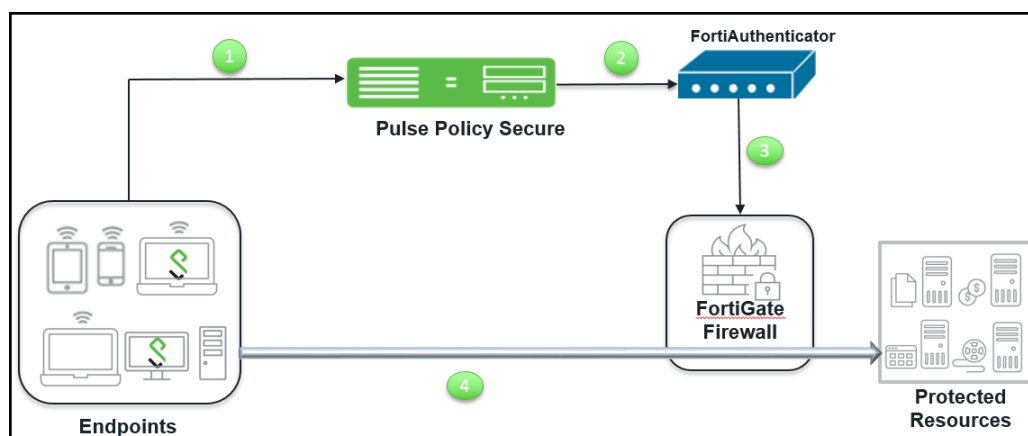 1
2
FortiAuthenticator
Pulse Policy Secure
3
FortiGate
Firewall
4
Endpoints
Protected
Resources